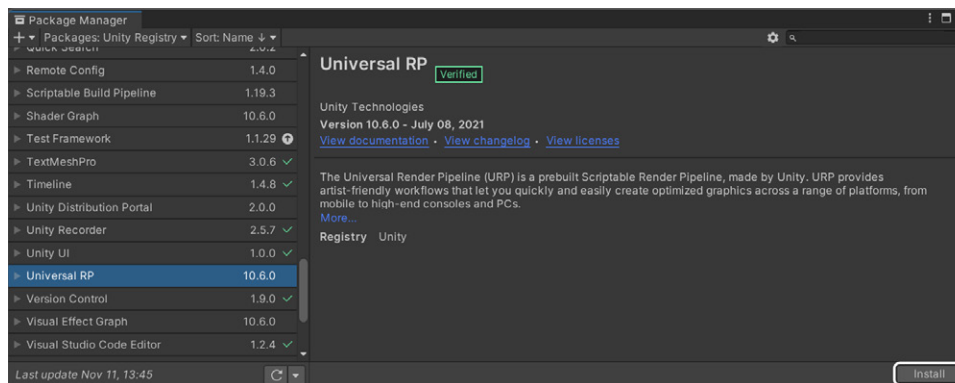 Package Manager
Packages: Unity Registry Sort: Name ↓
Quick Search 2.0.2
Remote Config 1.4.0
Scriptable Build Pipeline 1.19.3
Shader Graph 10.6.0
Test Framework 1.1.29
TextMeshPro 3.0.6
Timeline 1.4.8
Unity Distribution Portal 2.0.0
Unity Recorder 2.5.7
Unity UI 1.0.0
Universal RP 10.6.0
Version Control 1.9.0
Visual Effect Graph 10.6.0
Visual Studio Code Editor 1.2.4
Last update Nov 11, 13:45
Universal RP Verified
Unity Technologies
Version 10.6.0 - July 08, 2021
View documentation • View changelog • View licenses
The Universal Render Pipeline (URP) is a prebuilt Scriptable Render Pipeline, made by Unity. URP provides
artist-friendly workflows that let you quickly and easily create optimized graphics across a range of platforms, from
mobile to high-end consoles and PCs.
More...
Registry Unity
Install